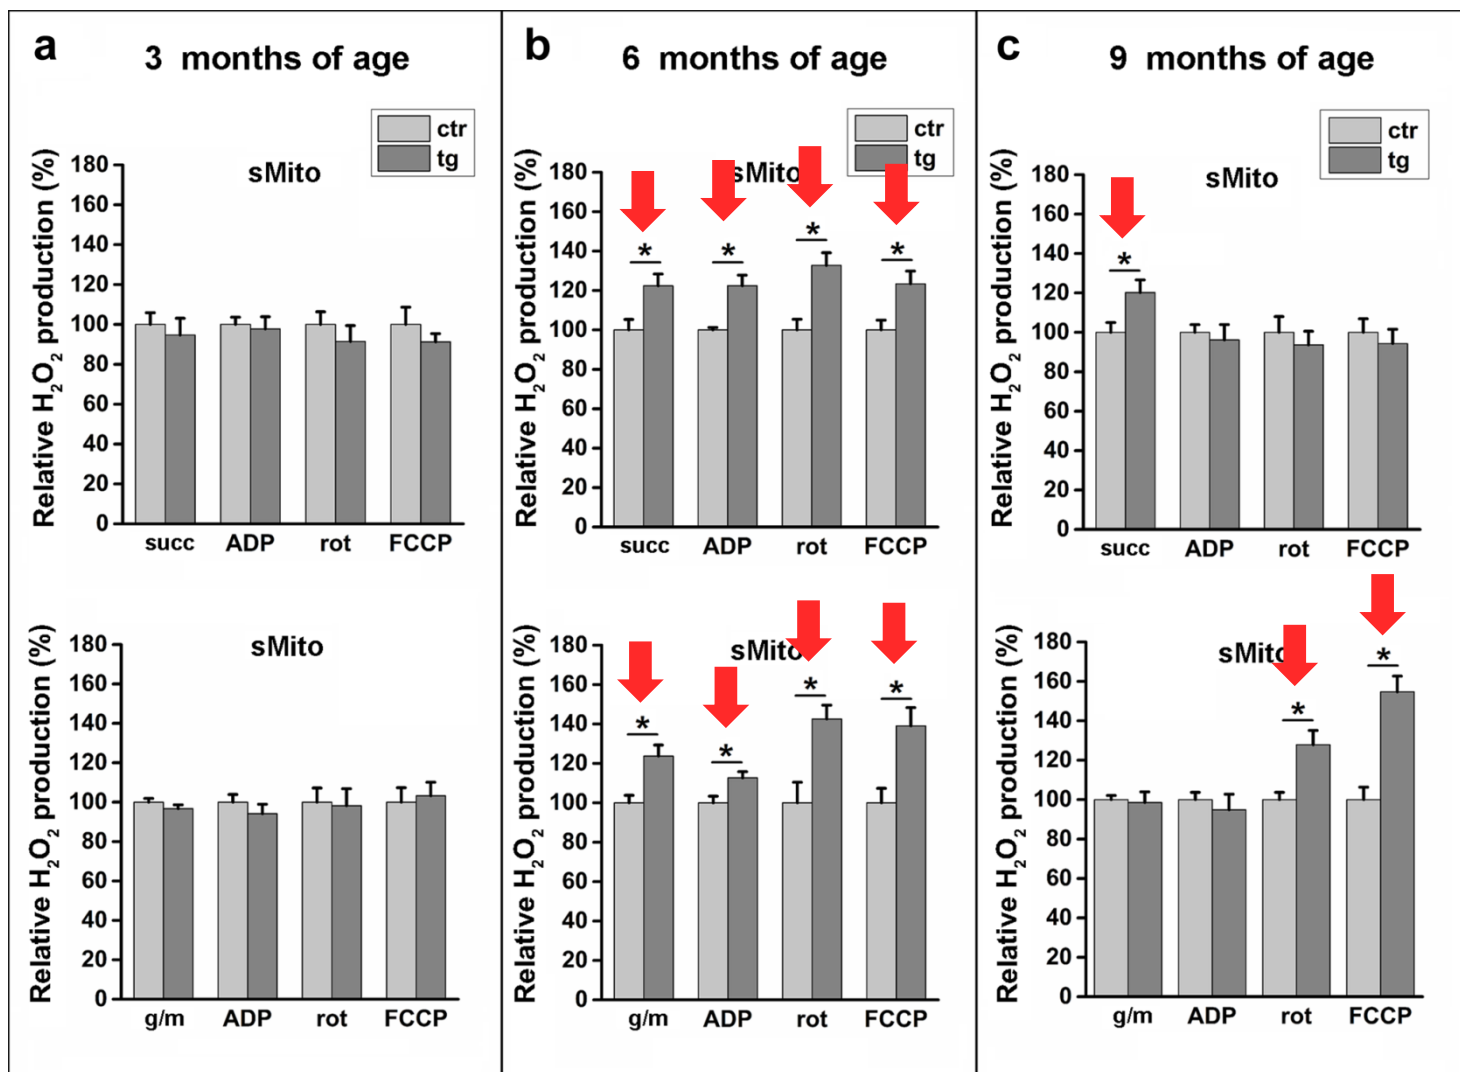 a 3 months of age
ctr
tg
sMito
Relative H₂O₂ production (%)
180
160
140
120
100
80
60
40
20
0
succ ADP rot FCCP
sMito
Relative H₂O₂ production (%)
180
160
140
120
100
80
60
40
20
0
g/m ADP rot FCCP
b 6 months of age
ctr
tg
sMito
Relative H₂O₂ production (%)
180
160
140
120
100
80
60
40
20
0
* * * *
succ ADP rot FCCP
sMito
Relative H₂O₂ production (%)
180
160
140
120
100
80
60
40
20
0
* * * *
g/m ADP rot FCCP
c 9 months of age
ctr
tg
sMito
Relative H₂O₂ production (%)
180
160
140
120
100
80
60
40
20
0
*
succ ADP rot FCCP
sMito
Relative H₂O₂ production (%)
180
160
140
120
100
80
60
40
20
0
* *
g/m ADP rot FCCP